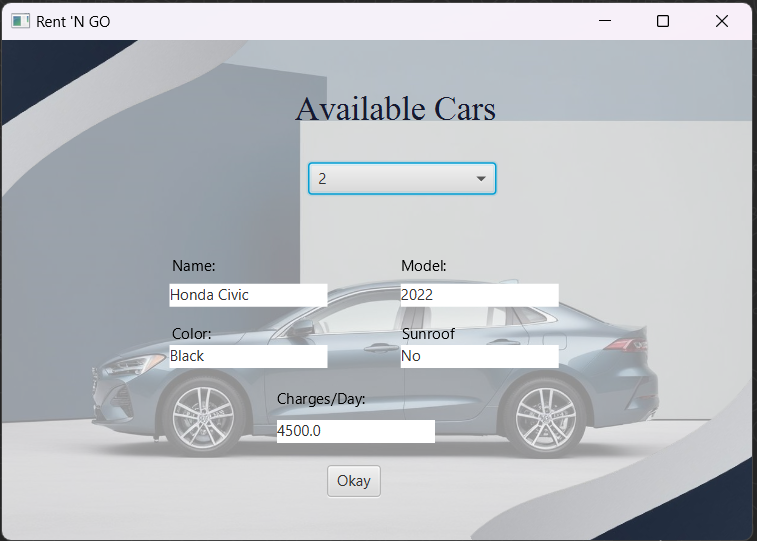 Rent 'N GO
Available Cars
2
Name: Model:
Honda Civic 2022
Color: Sunroof
Black No
Charges/Day:
4500.0
Okay